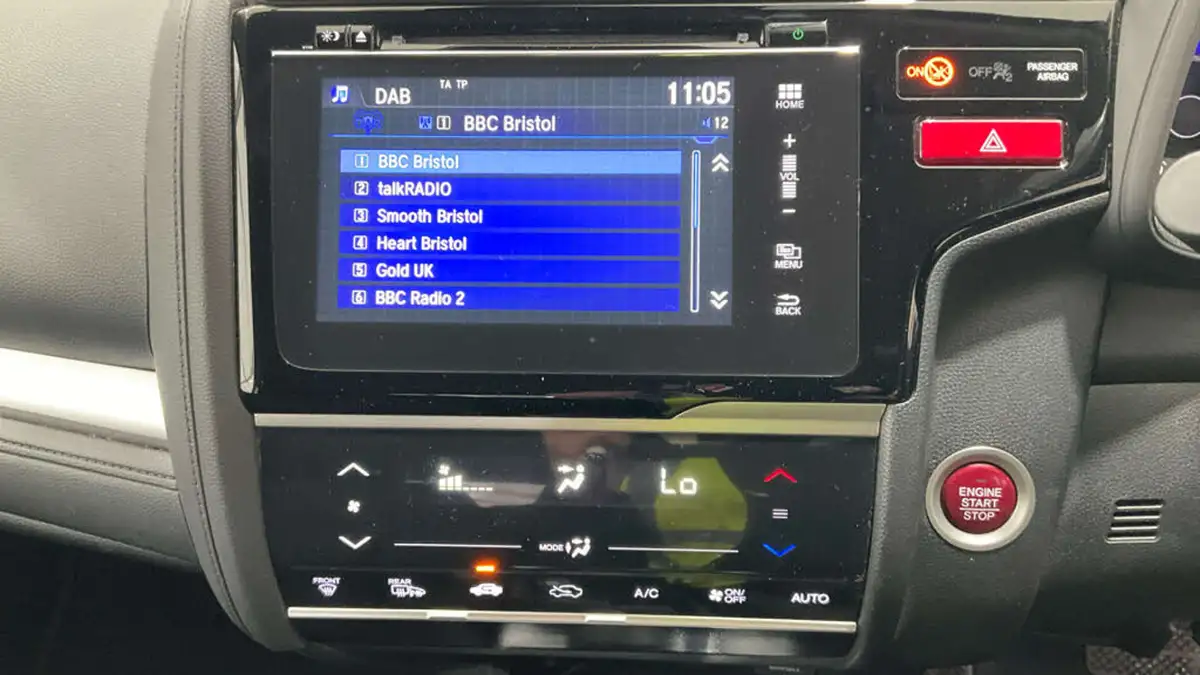 TA TP
DAB
11:05
1 BBC Bristol
12
1 BBC Bristol
2 talkRADIO
3 Smooth Bristol
4 Heart Bristol
5 Gold UK
6 BBC Radio 2
HOME
+
VOL
-
MENU
BACK
ON
OFF
2
PASSENGER
AIRBAG
Lo
MODE
FRONT
REAR
A/C
ON/
OFF
AUTO
ENGINE
START
STOP